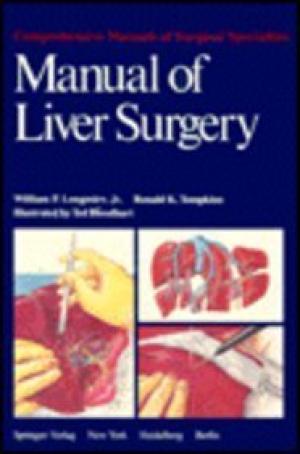 Comprehensive Manuals of Surgical Specialties
Manual of
Liver Surgery
William P. Longmire, Jr. Ronald K. Tompkins
Illustrated by Ted Bloodhart
Springer-Verlag New York Heidelberg Berlin